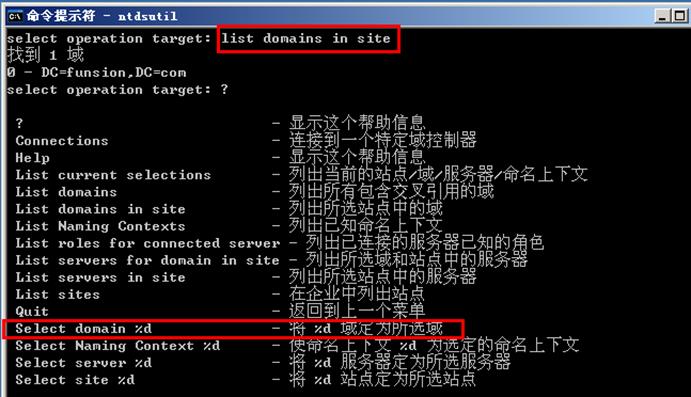 命令提示符 - ntdsutil
select operation target: list domains in site
找到 1 域
0 - DC=funsion,DC=com
select operation target: ?
? - 显示这个帮助信息
Connections - 连接到一个特定域控制器
Help - 显示这个帮助信息
List current selections - 列出当前的站点/域/服务器/命名上下文
List domains - 列出所有包含交叉引用的域
List domains in site - 列出所选站点中的域
List Naming Contexts - 列出已知命名上下文
List roles for connected server - 列出已连接的服务器已知的角色
List servers for domain in site - 列出所选域和站点中的服务器
List servers in site - 列出所选站点中的服务器
List sites - 在企业中列出站点
Quit - 返回到上一个菜单
Select domain %d - 将 %d 域定为所选域
Select Naming Context %d - 使命名上下文 %d 为选定的命名上下文
Select server %d - 将 %d 服务器定为所选服务器
Select site %d - 将 %d 站点定为所选站点